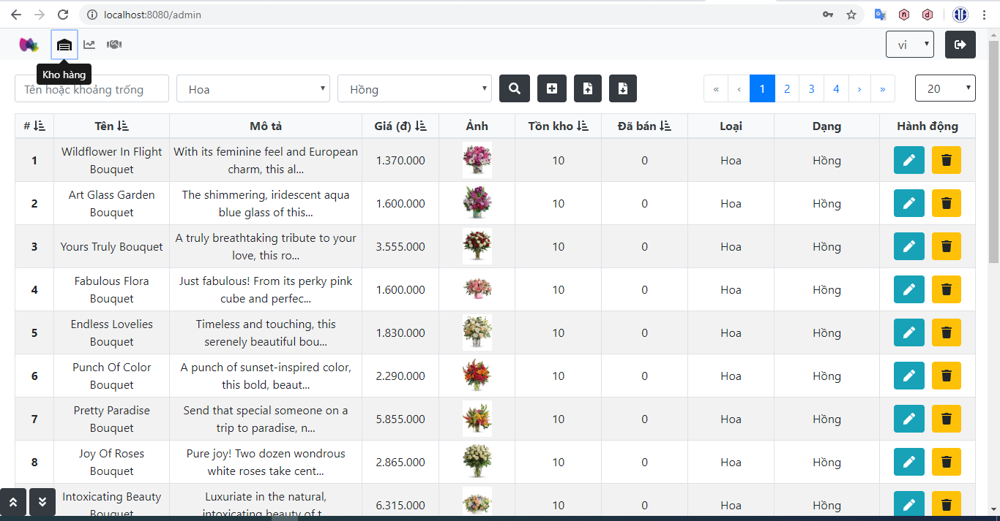 localhost:8080/admin
vi
Kho hàng
Tên hoặc khoảng trống
Hoa
Hồng
« ‹ 1 2 3 4 › »
20
# Tên Mô tả Giá (đ) Ảnh Tồn kho Đã bán Loại Dạng Hành động
1 Wildflower In Flight Bouquet With its feminine feel and European charm, this al... 1.370.000 10 0 Hoa Hồng
2 Art Glass Garden Bouquet The shimmering, iridescent aqua blue glass of this... 1.600.000 10 0 Hoa Hồng
3 Yours Truly Bouquet A truly breathtaking tribute to your love, this ro... 3.555.000 10 0 Hoa Hồng
4 Fabulous Flora Bouquet Just fabulous! From its perky pink cube and perfec... 1.600.000 10 0 Hoa Hồng
5 Endless Lovelies Bouquet Timeless and touching, this serenely beautiful bou... 1.830.000 10 0 Hoa Hồng
6 Punch Of Color Bouquet A punch of sunset-inspired color, this bold, beaut... 2.290.000 10 0 Hoa Hồng
7 Pretty Paradise Bouquet Send that special someone on a trip to paradise, n... 5.855.000 10 0 Hoa Hồng
8 Joy Of Roses Bouquet Pure joy! Two dozen wondrous white roses take cent... 2.865.000 10 0 Hoa Hồng
Intoxicating Beauty Bouquet Luxuriate in the natural, intoxicating beauty of t... 6.315.000 10 0 Hoa Hồng